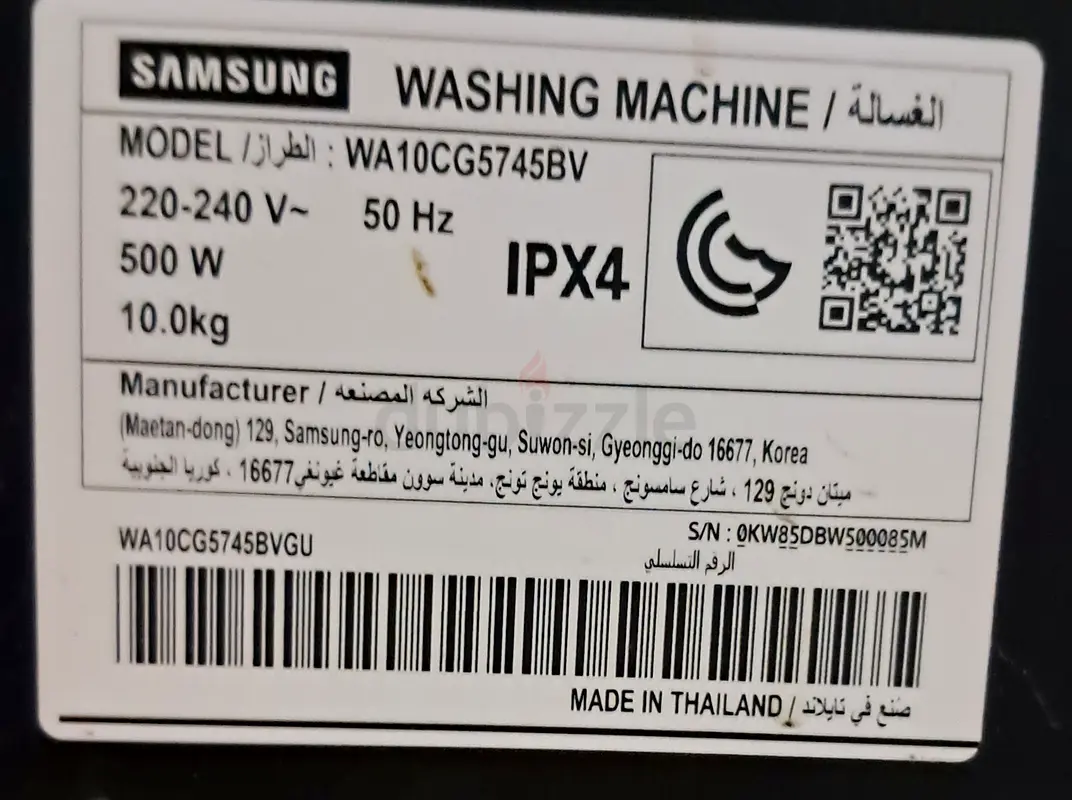 SAMSUNG WASHING MACHINE / الغسالة
MODEL / الطراز : WA10CG5745BV
220-240 V~ 50 Hz
500 W
IPX4
10.0kg
Manufacturer / الشركه المصنعه
(Maetan-dong) 129, Samsung-ro, Yeongtong-gu, Suwon-si, Gyeonggi-do 16677, Korea
ميتان دونج 129 ، شارع سامسونج ، منطقة يونج تونج، مدينة سوون مقاطعة غيونغي16677 ، كوريا الجنوبية
dubizzle
WA10CG5745BVGU
S/N : 0KW85DBW500085M
الرقم التسلسلي
MADE IN THAILAND / صنع في تايلاند